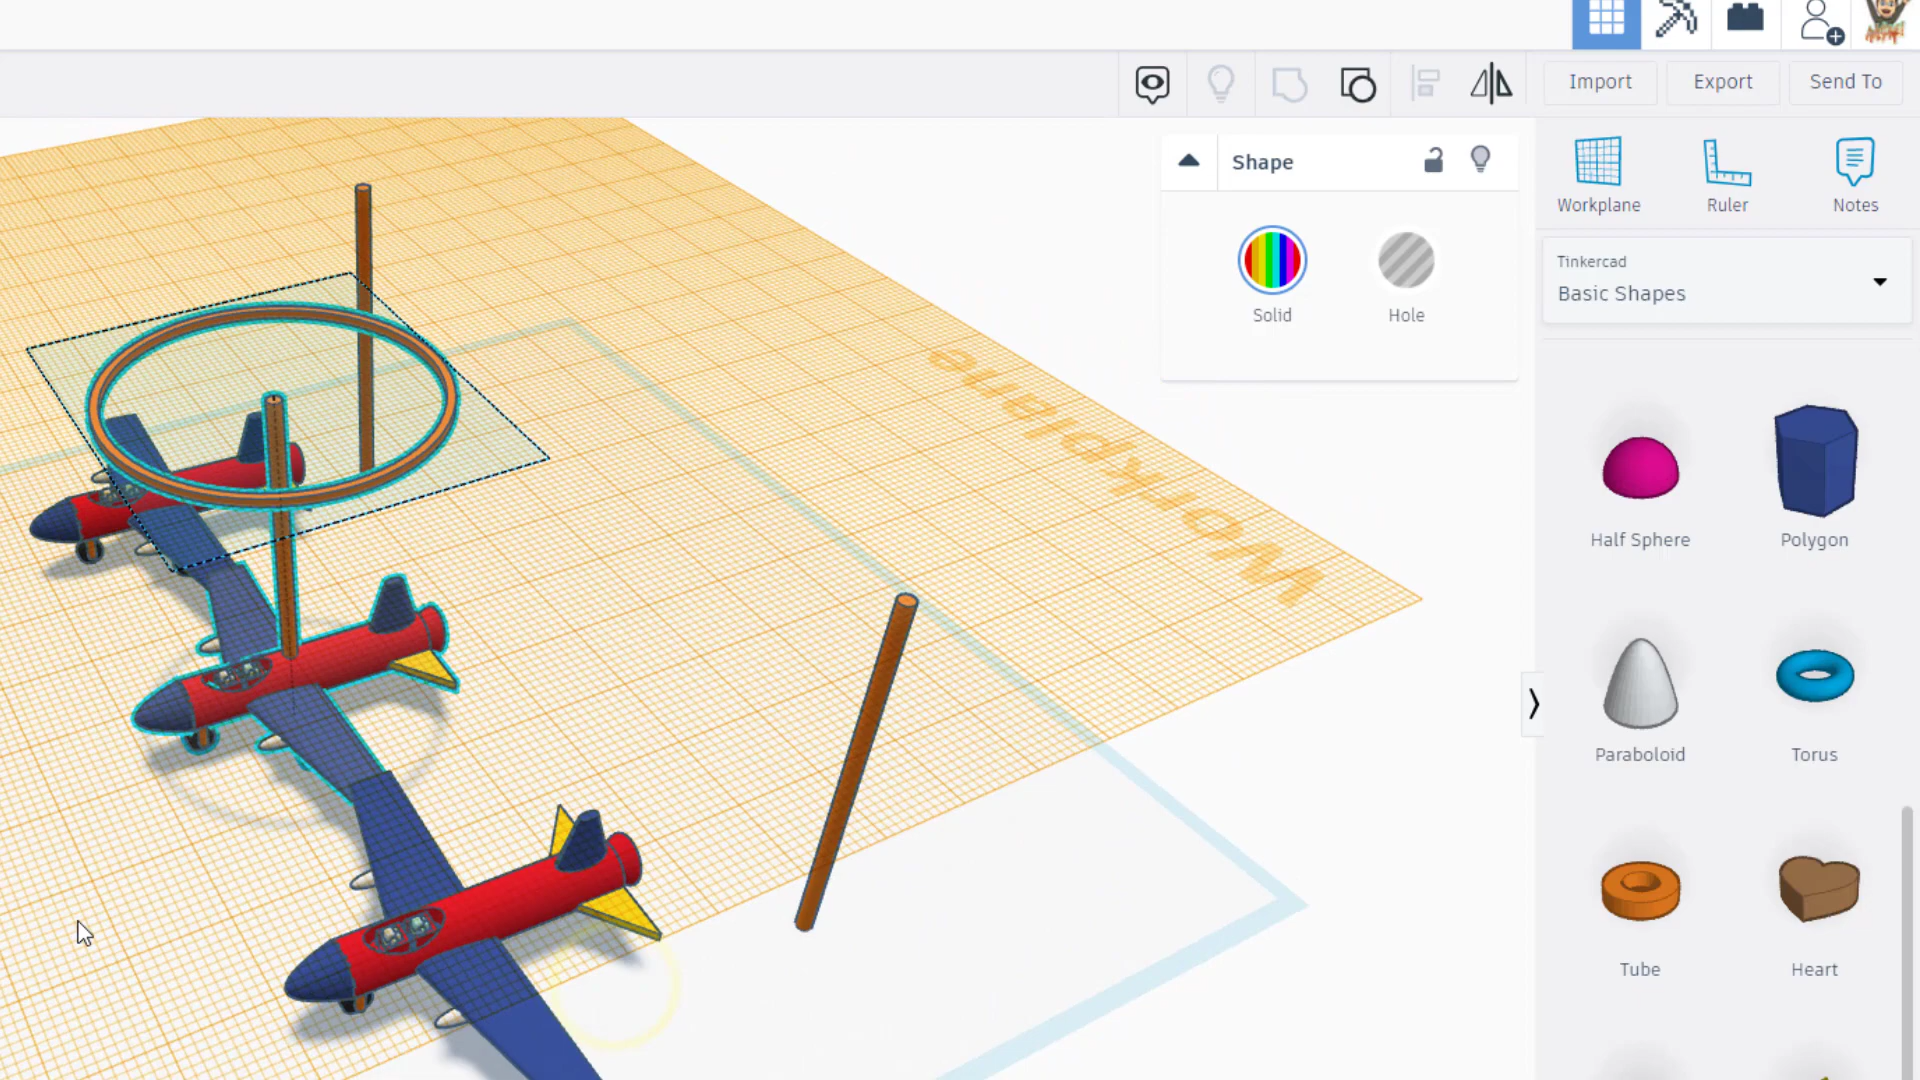 Import
Export
Send To
Shape
Solid
Hole
Workplane
Ruler
Notes
Tinkercad
Basic Shapes
Workplane
Half Sphere
Polygon
Paraboloid
Torus
Tube
Heart